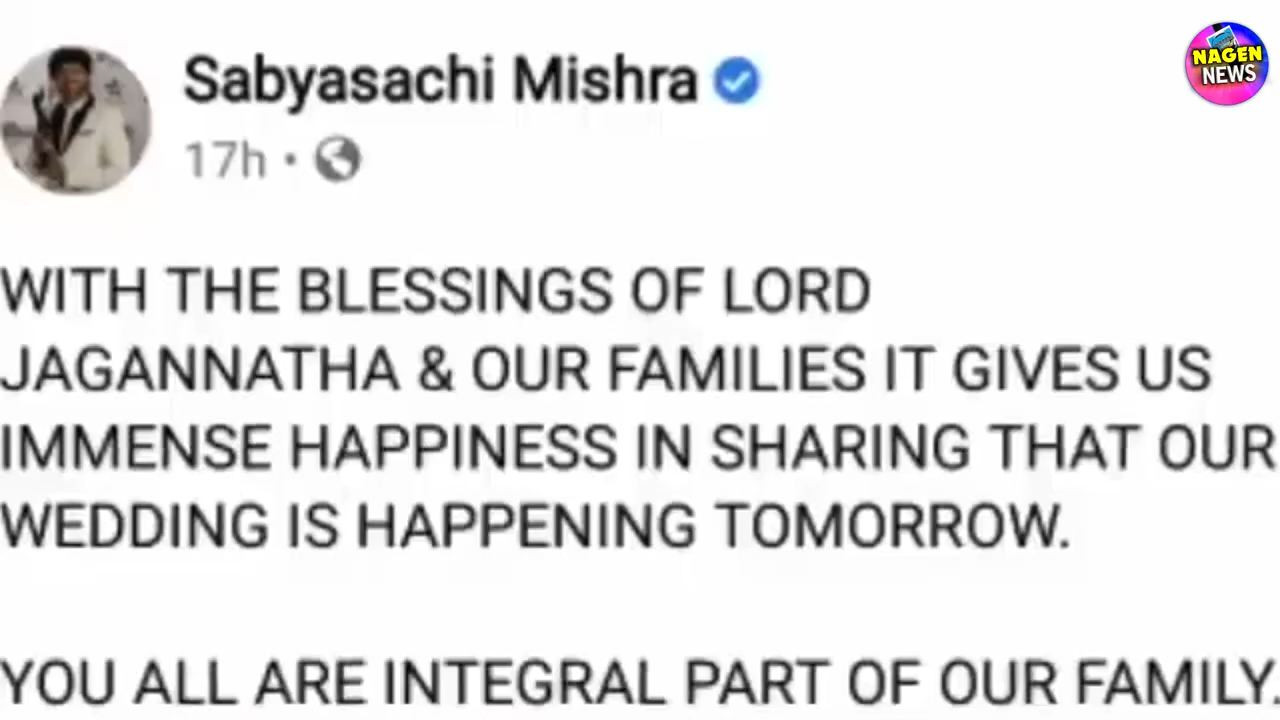 Sabyasachi Mishra
17h •
NAGEN
NEWS
WITH THE BLESSINGS OF LORD
JAGANNATHA & OUR FAMILIES IT GIVES US
IMMENSE HAPPINESS IN SHARING THAT OUR
WEDDING IS HAPPENING TOMORROW.
YOU ALL ARE INTEGRAL PART OF OUR FAMILY.